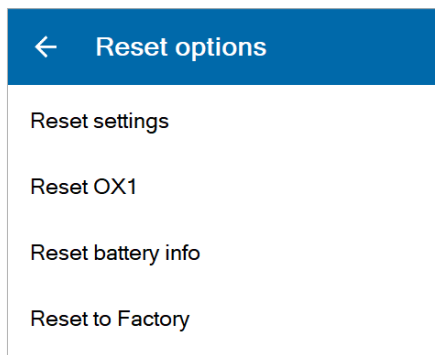 Reset options
Reset settings
Reset OX1
Reset battery info
Reset to Factory